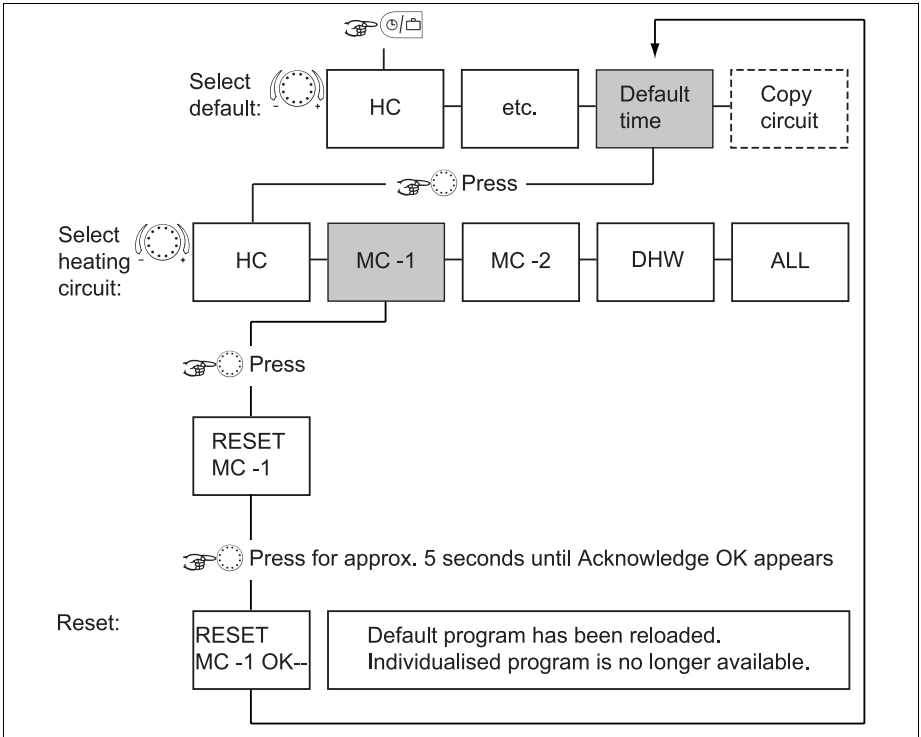 Select
default:
- +
HC
etc.
Default
time
Copy
circuit
Press
Select
heating
circuit:
- +
HC
MC -1
MC -2
DHW
ALL
Press
RESET
MC -1
Press for approx. 5 seconds until Acknowledge OK appears
Reset:
RESET
MC -1 OK--
Default program has been reloaded.
Individualised program is no longer available.